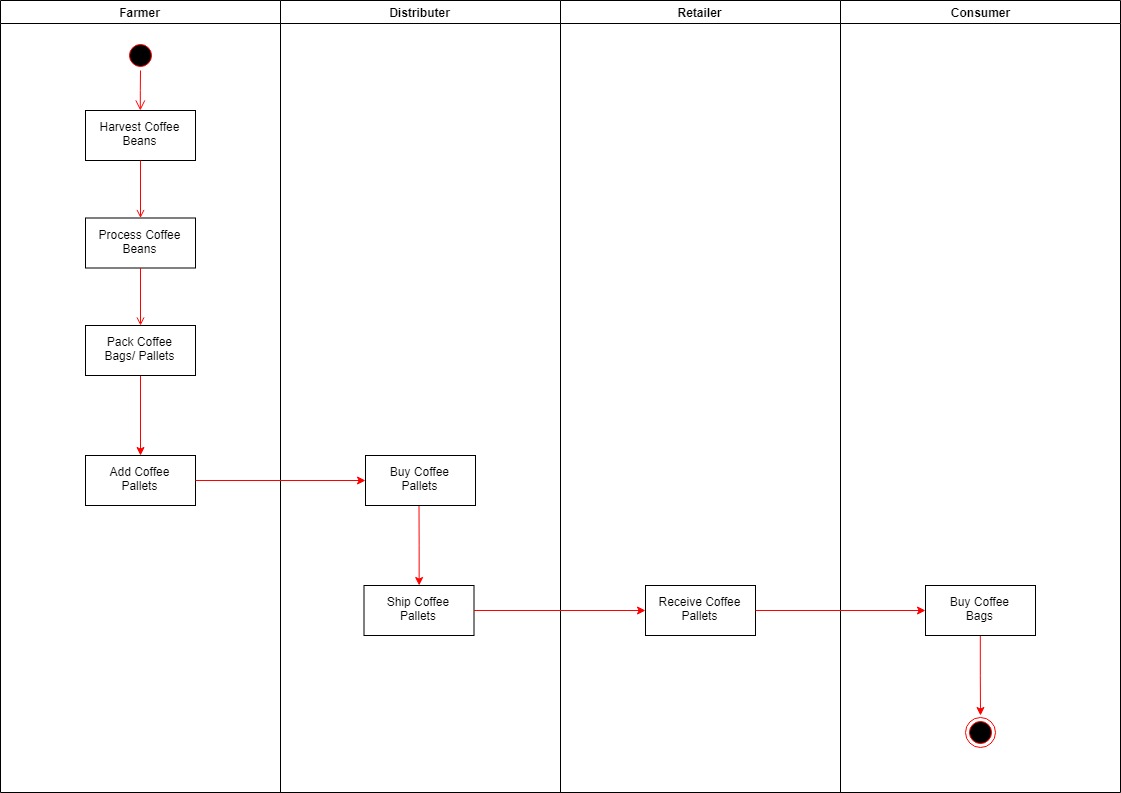 Farmer
Distributer
Retailer
Consumer
Harvest Coffee
Beans
Process Coffee
Beans
Pack Coffee
Bags/ Pallets
Add Coffee
Pallets
Buy Coffee
Pallets
Ship Coffee
Pallets
Receive Coffee
Pallets
Buy Coffee
Bags